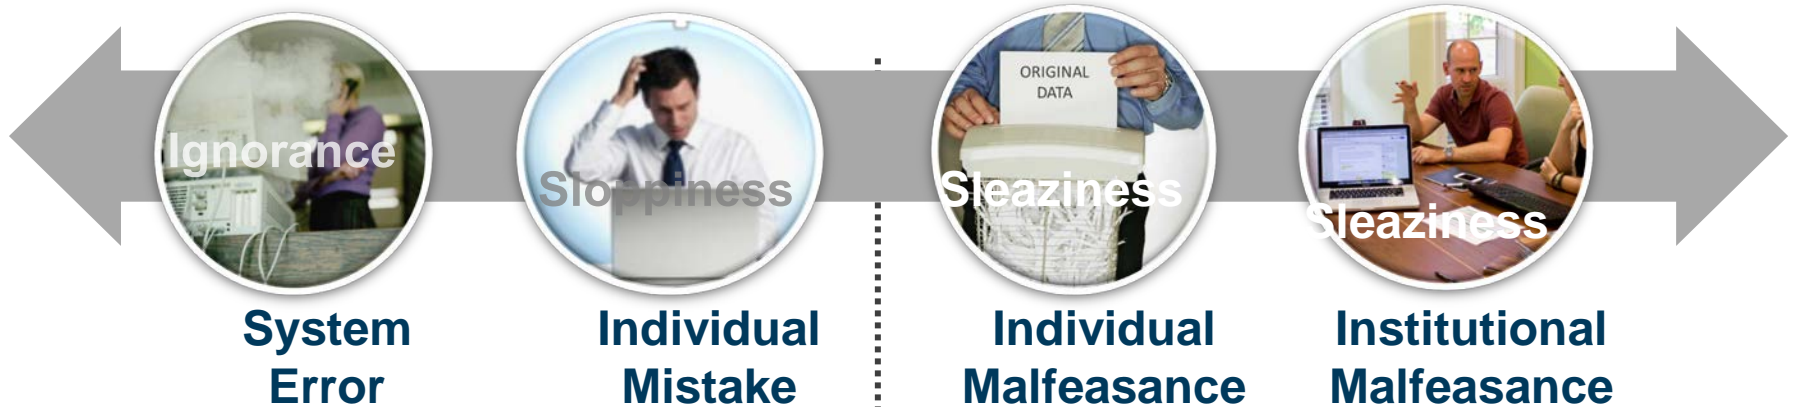 ORIGINAL
DATA
Ignorance
Sloppiness
Sleaziness
Sleaziness
System
Error
Individual
Mistake
Individual
Malfeasance
Institutional
Malfeasance